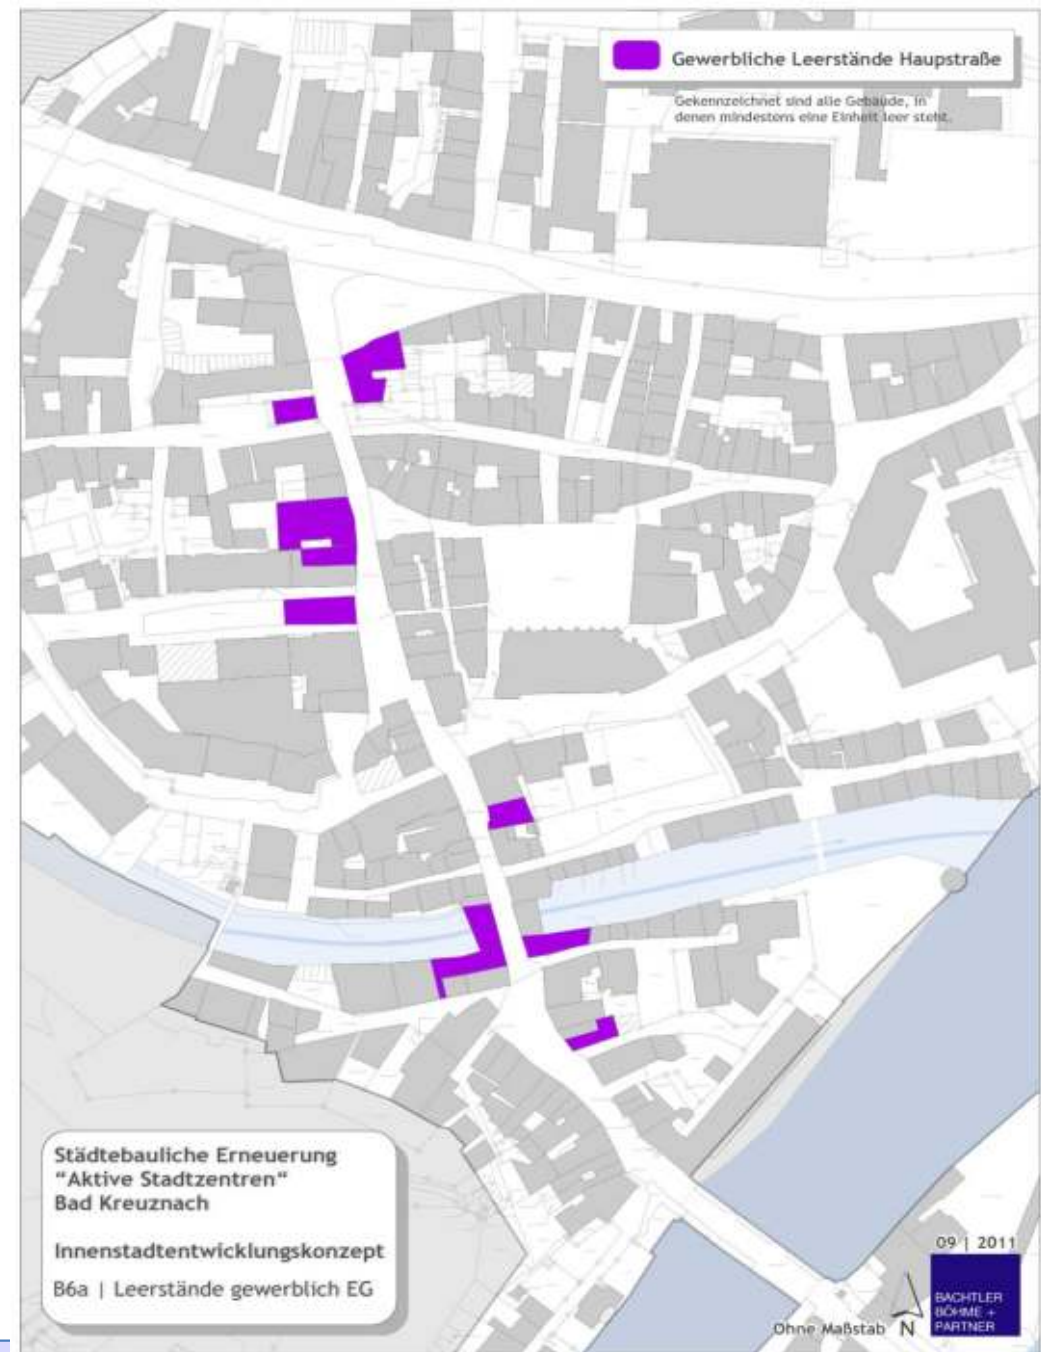 Gewerbliche Leerstände Haupstraße
Gekennzeichnet sind alle Gebäude, in
denen mindestens eine Einheit leer steht.
Städtebauliche Erneuerung
"Aktive Stadtzentren"
Bad Kreuznach
Innenstadtentwicklungskonzept
B6a | Leerstände gewerblich EG
09 | 2011
BACHTLER
BÖHME +
PARTNER
Ohne Maßstab N